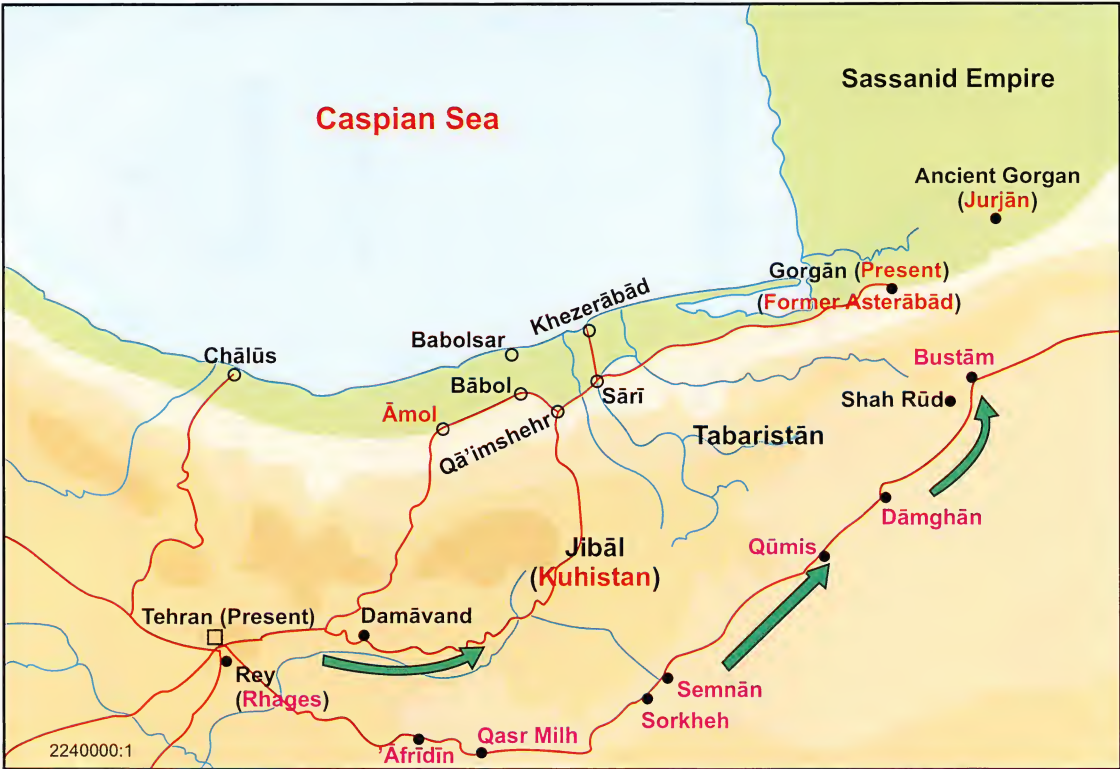 Sassanid Empire
Caspian Sea
Ancient Gorgan
(Jurjān)
Gorgān (Present)
(Former Asterābād)
Khezerābād
Babolsar
Chālūs
Bustām
Bābol
Sārī
Shah Rūd
Āmol
Qā'imshehr
Tabaristān
Dāmghān
Qūmis
Jibāl
(Kuhistan)
Tehran (Present)
Damāvand
Rey
(Rhages)
Semnān
Sorkheh
Qasr Milh
'Āfrīdīn
2240000:1